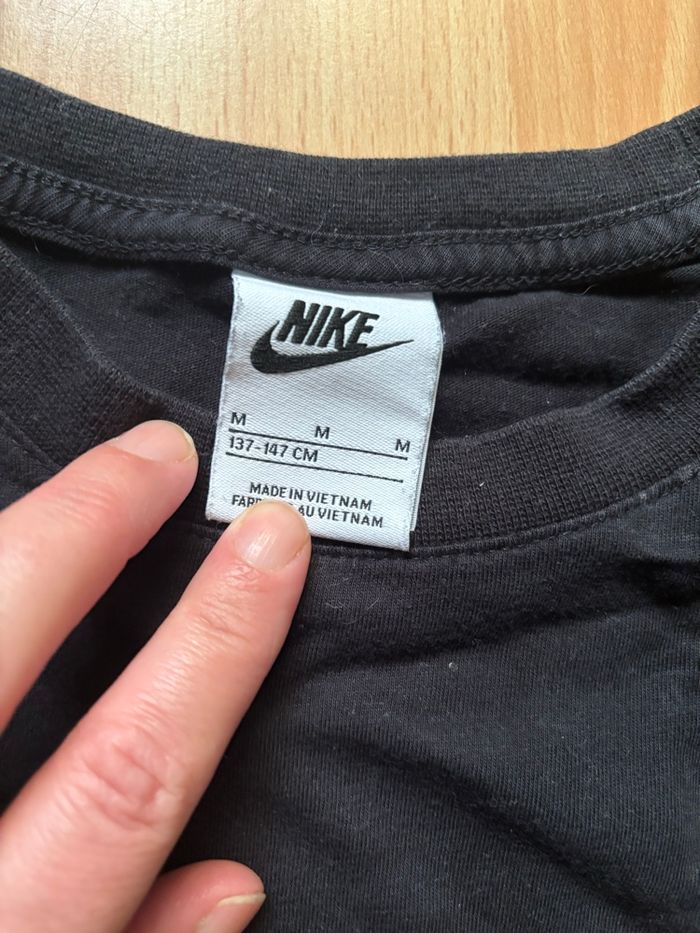 NIKE
M M M
137-147 CM
MADE IN VIETNAM
AU VIETNAM